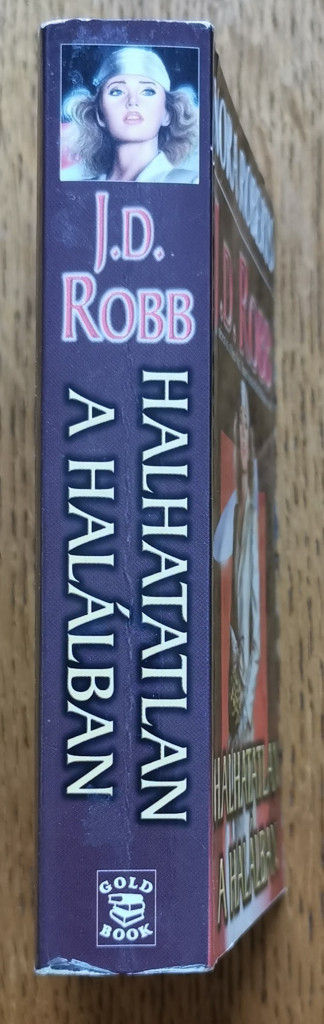 J.D.
ROBB
HALHATATLAN
A HALÁLBAN
GOLD
BOOK
J.D. ROBB
HALHATATLAN
A HALÁLBAN